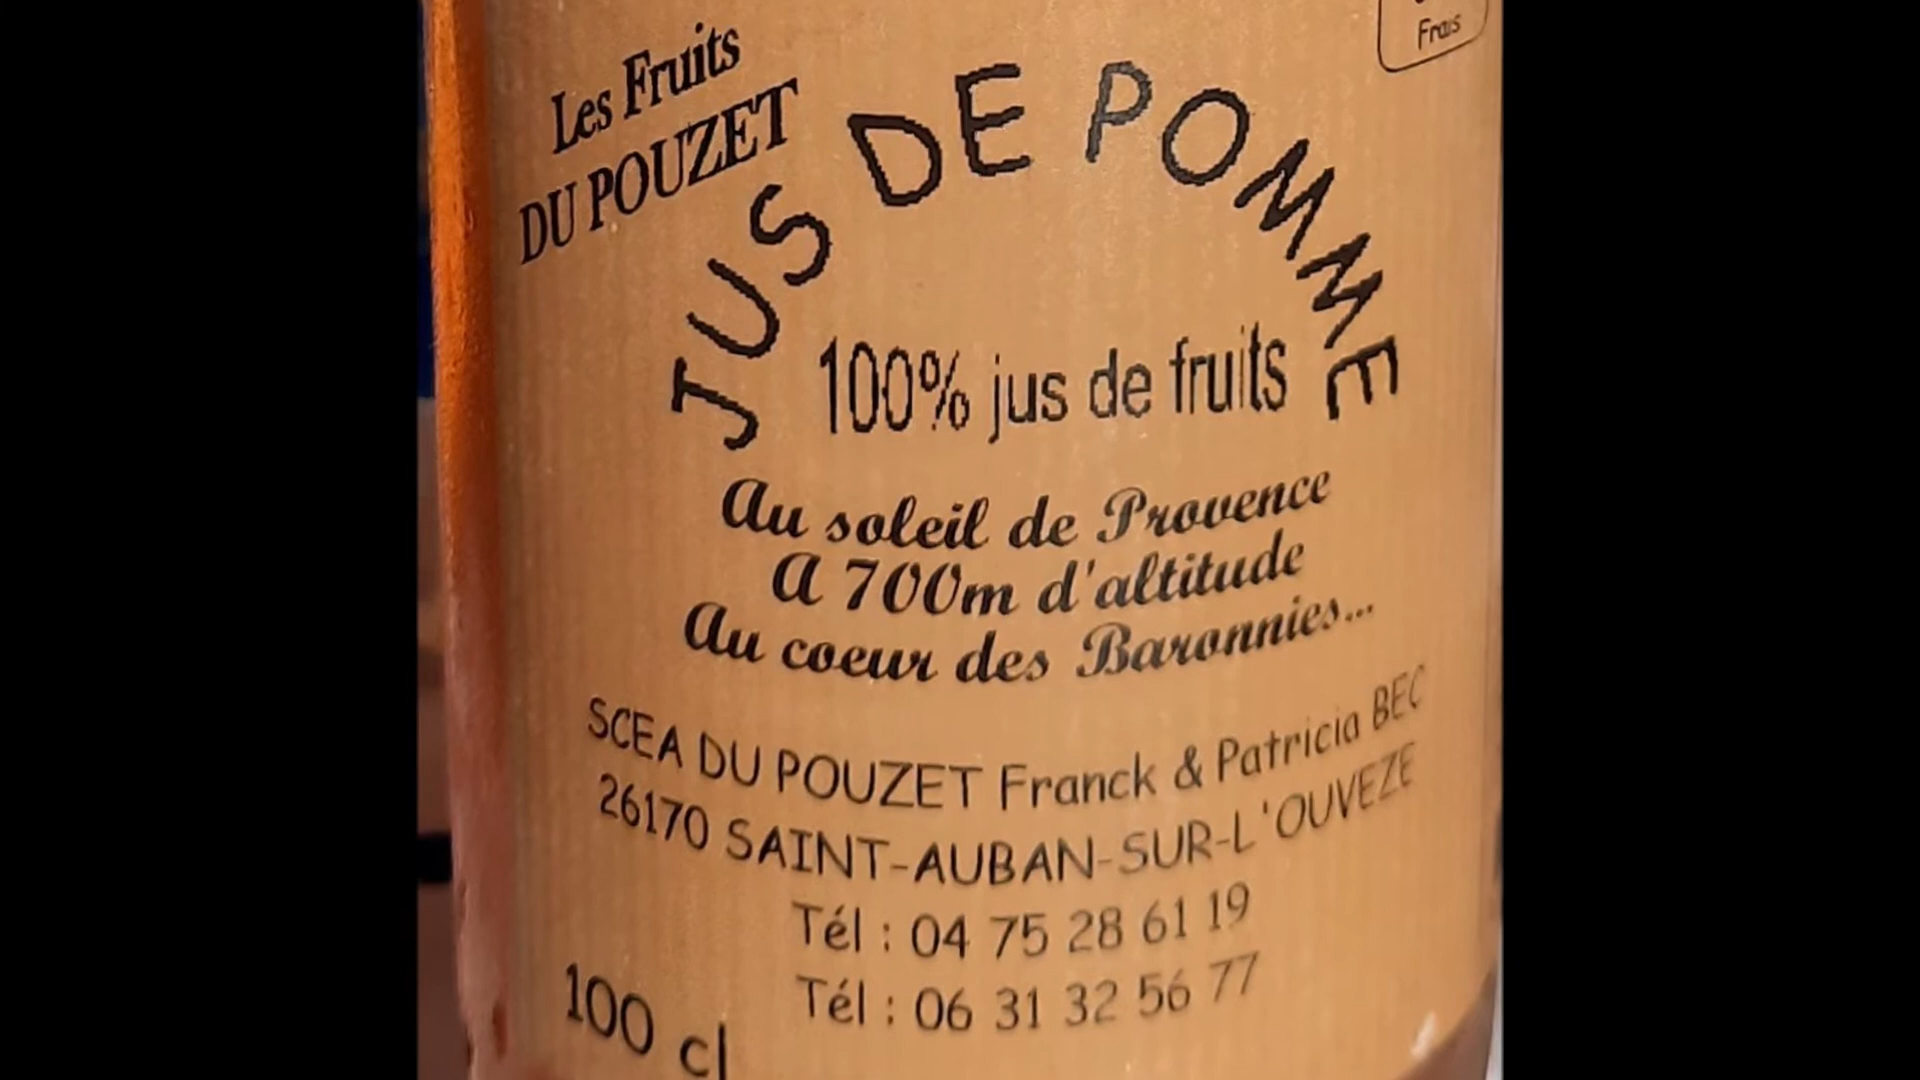 Frais
Les Fruits
DU POUZET
JUS DE POMME
100% jus de fruits
Au soleil de Provence
A 700m d'altitude
Au coeur des Baronnies...
SCEA DU POUZET Franck & Patricia BEC
26170 SAINT-AUBAN-SUR-L'OUVEZE
Tél : 04 75 28 61 19
Tél : 06 31 32 56 77
100 cl